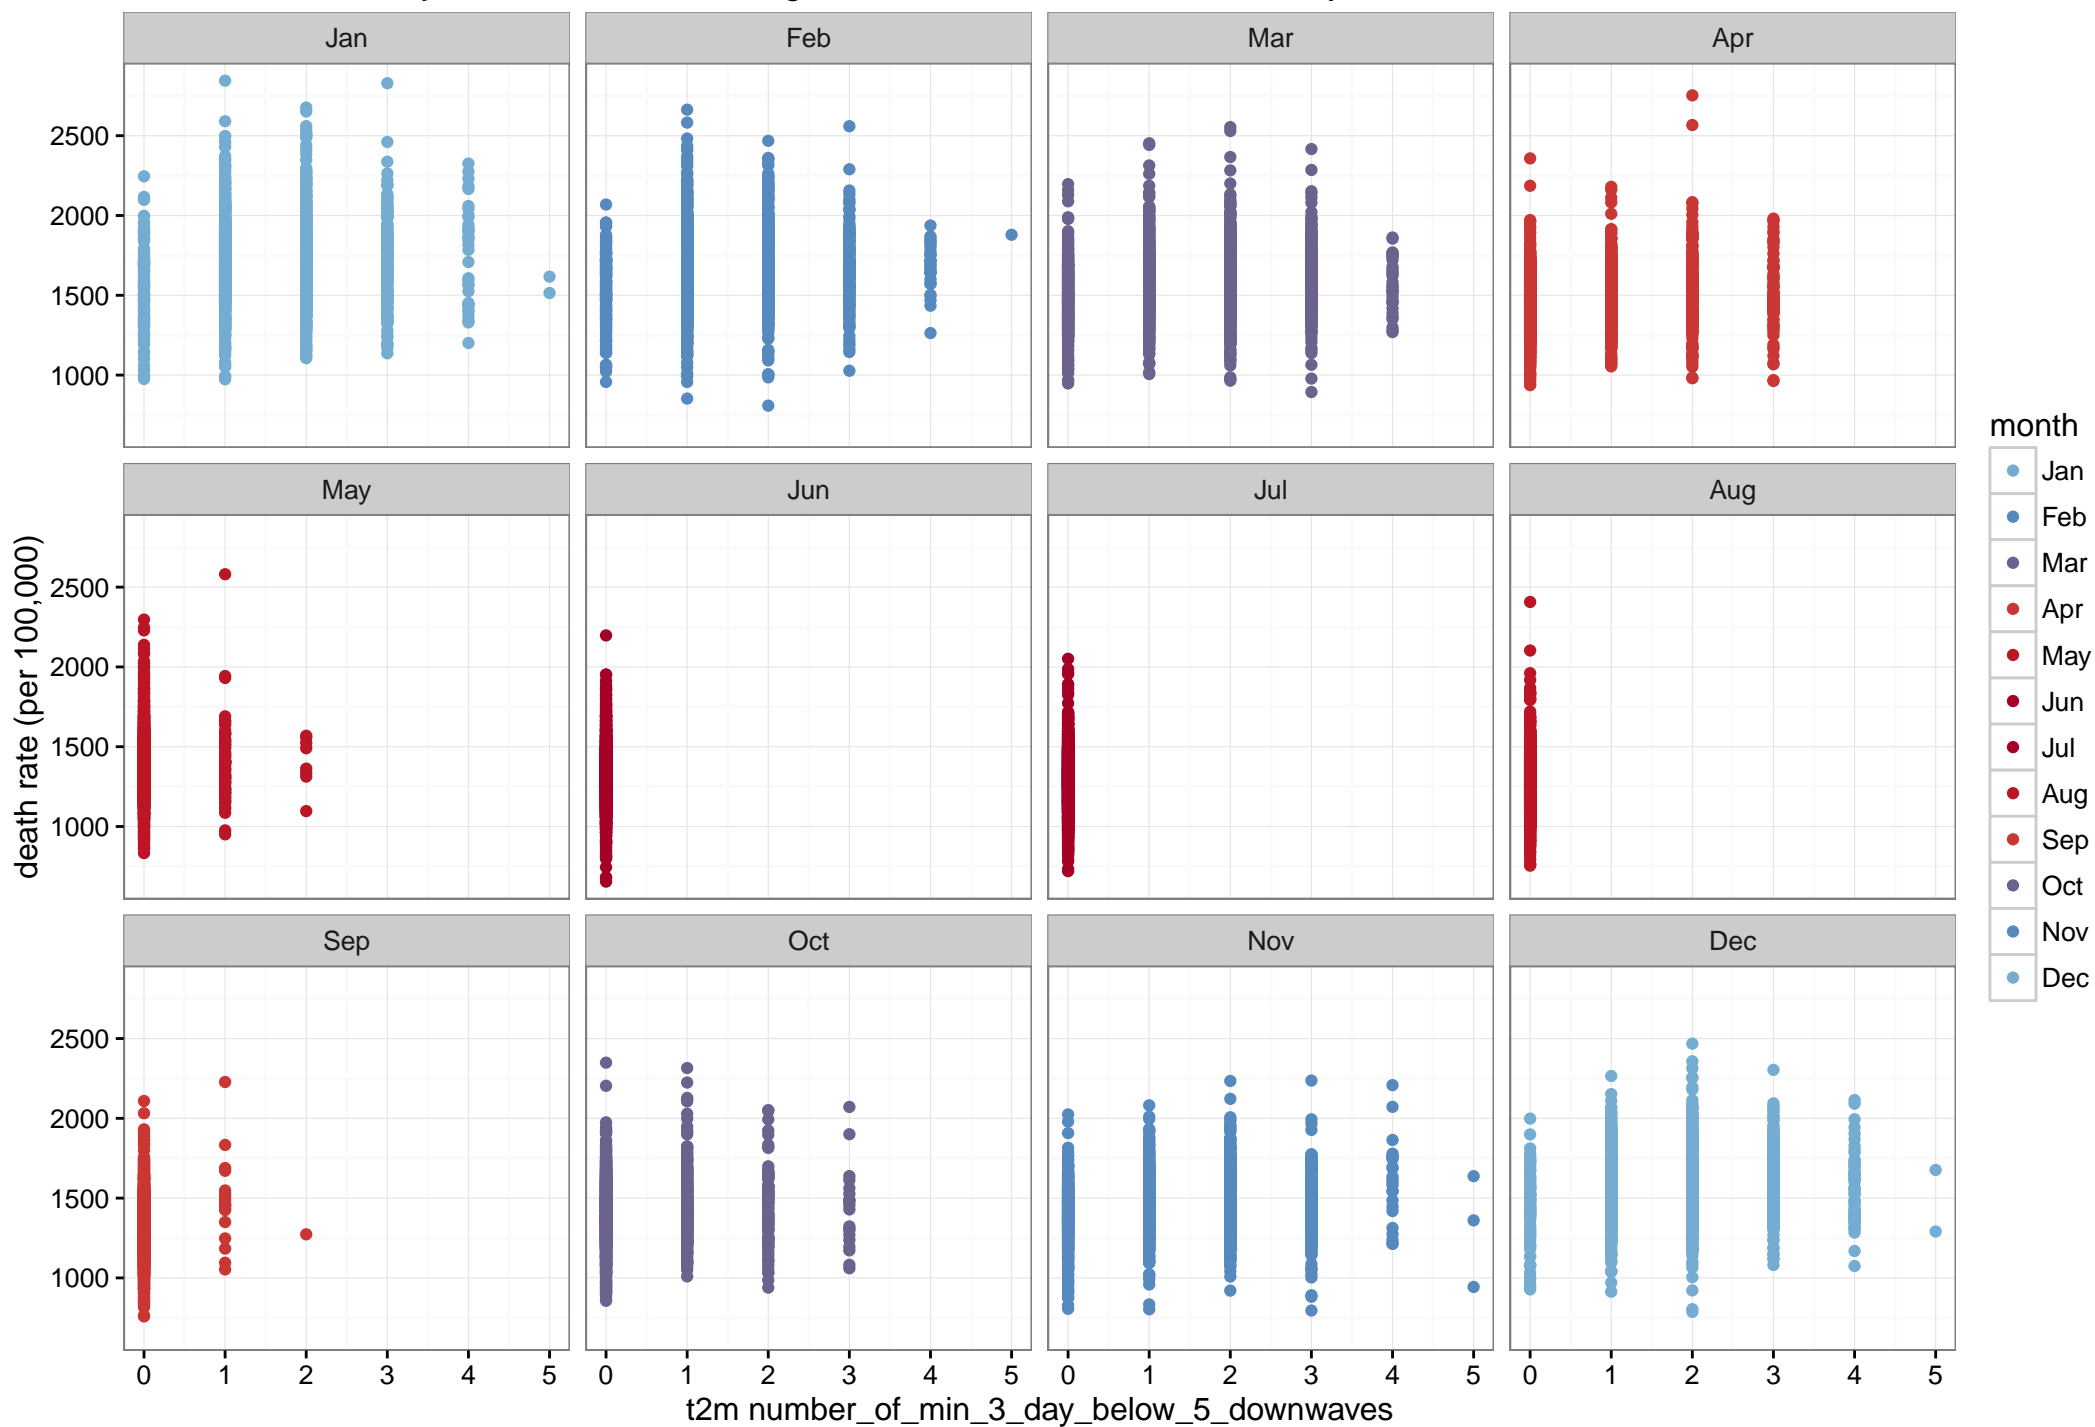 Jan Feb Mar Apr
2500
2000
1500
1000
May Jun Jul Aug
2500
2000
1500
1000
Sep Oct Nov Dec
2500
2000
1500
1000
0 1 2 3 4 5 0 1 2 3 4 5 0 1 2 3 4 5 0 1 2 3 4 5
t2m number_of_min_3_day_below_5_downwaves
death rate (per 100,000)
month
Jan
Feb
Mar
Apr
May
Jun
Jul
Aug
Sep
Oct
Nov
Dec